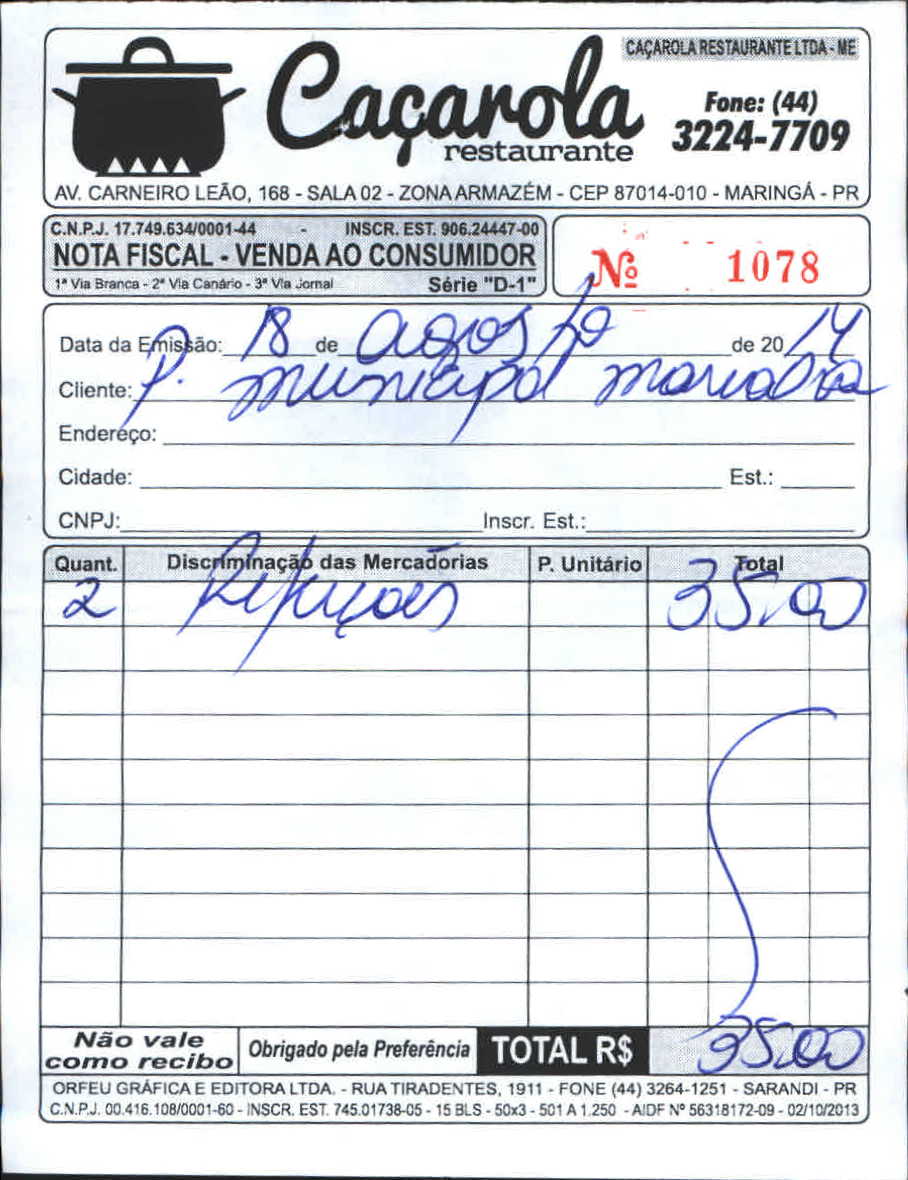 CAÇAROLA RESTAURANTE LTDA - ME
Caçarola
restaurante
Fone: (44)
3224-7709
AV. CARNEIRO LEÃO, 168 - SALA 02 - ZONA ARMAZÉM - CEP 87014-010 - MARINGÁ - PR
C.N.P.J. 17.749.634/0001-44 - INSCR. EST. 906.24447-00
NOTA FISCAL - VENDA AO CONSUMIDOR
1ª Via Branca - 2ª Via Canário - 3ª Via Jornal Série "D-1"
Nº 1078
Data da Emissão: 18 de agosto de 2014
Cliente: P. municipal marialva
Endereço:
Cidade: Est.:
CNPJ: Inscr. Est.:
Quant. Discriminação das Mercadorias P. Unitário Total
2 Refeições 35,00
Não vale como recibo Obrigado pela Preferência TOTAL R$ 35,00
ORFEU GRÁFICA E EDITORA LTDA. - RUA TIRADENTES, 1911 - FONE (44) 3264-1251 - SARANDI - PR
C.N.P.J. 00.416.108/0001-60 - INSCR. EST. 745.01738-05 - 15 BLS - 50x3 - 501 A 1.250 - AIDF Nº 56318172-09 - 02/10/2013